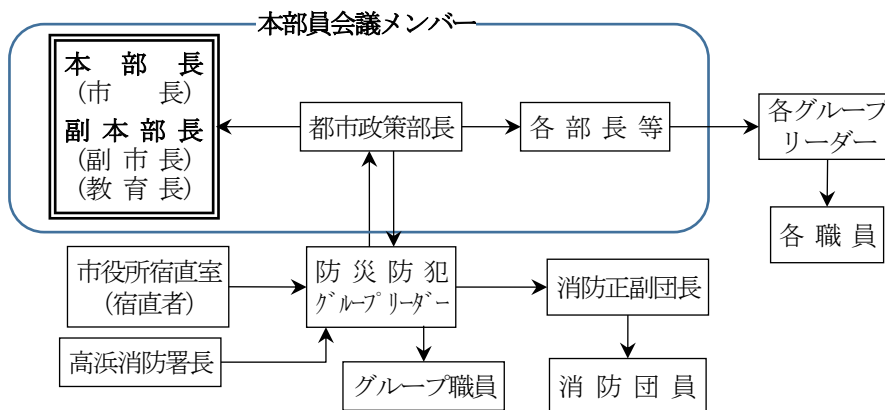 本部員会議メンバー
本 部 長
(市 長)
副 本 部 長
(副 市 長)
(教 育 長)
都市政策部長
各 部 長 等
各グループ
リーダー
各 職 員
市役所宿直室
(宿直者)
防 災 防 犯
グループリーダー
消防正副団長
高浜消防署長
グループ職員
消 防 団 員